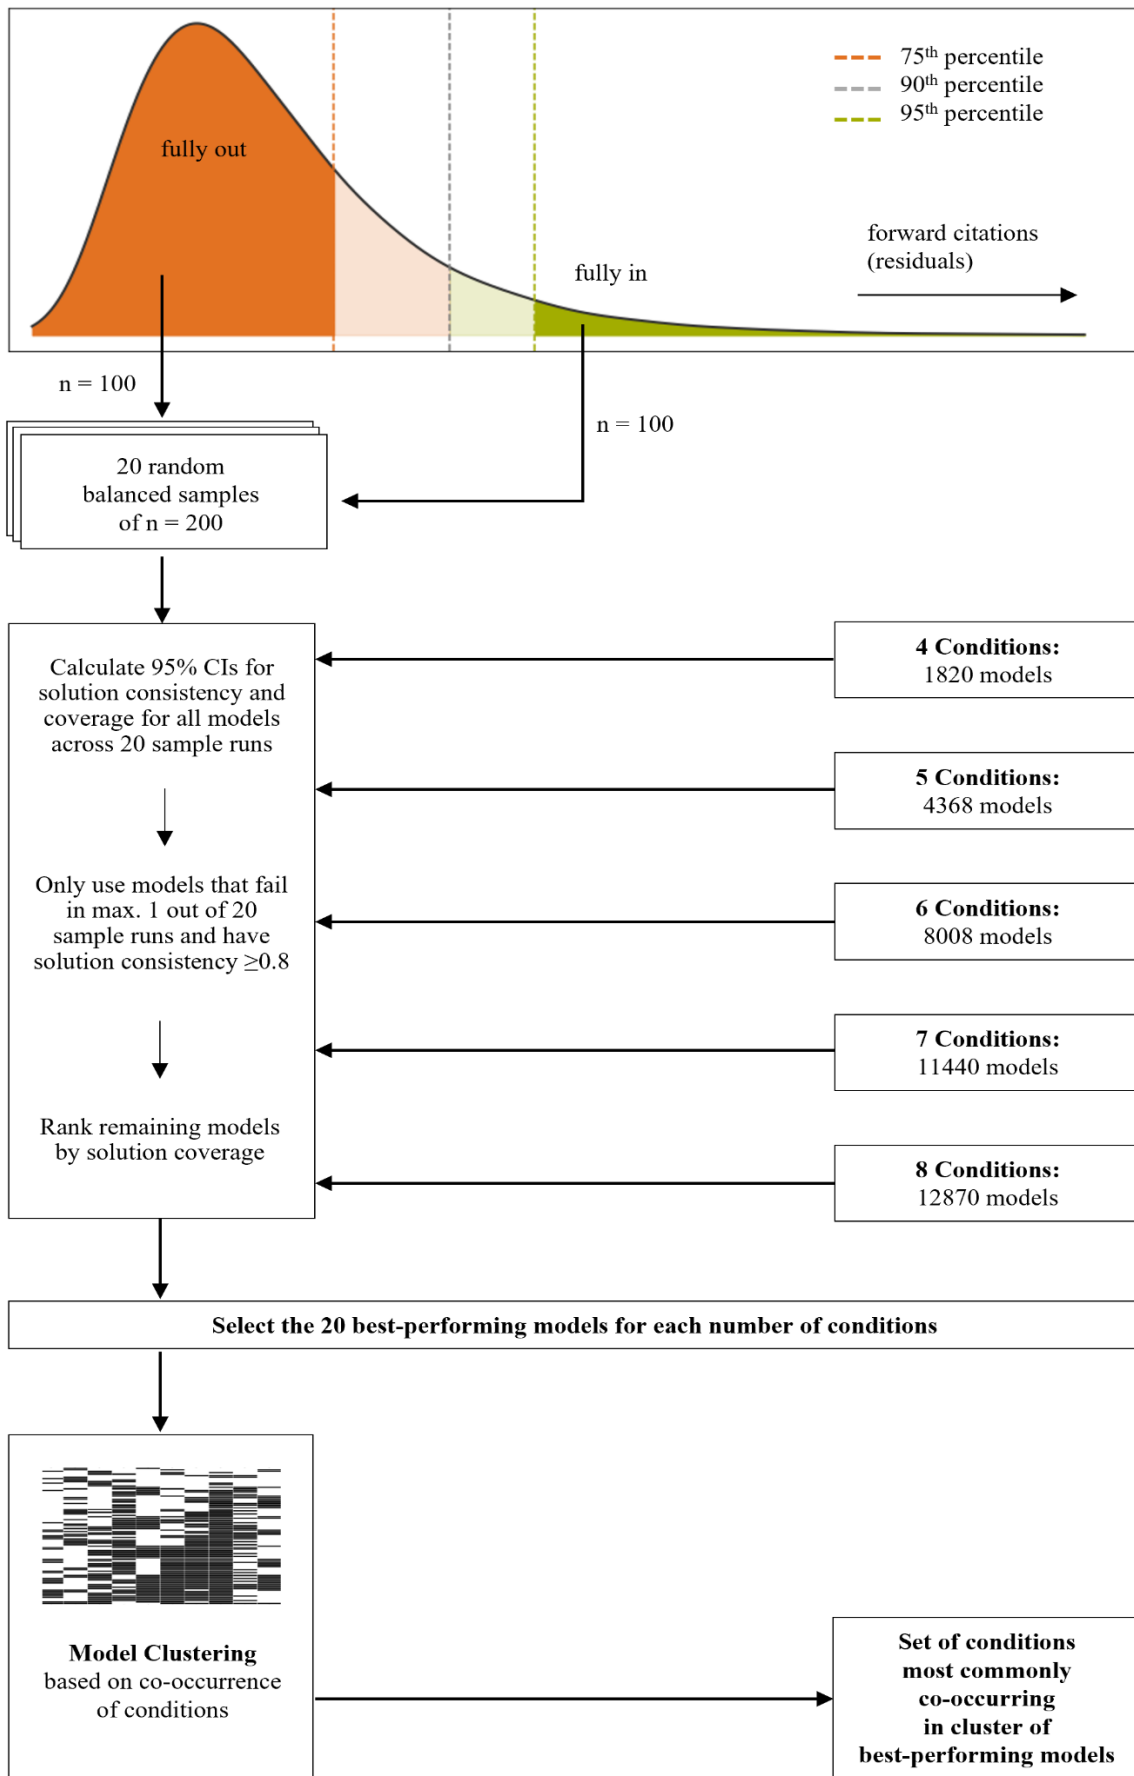 75th percentile
90th percentile
95th percentile
fully out
forward citations
(residuals)
fully in
n = 100
n = 100
20 random
balanced samples
of n = 200
Calculate 95% CIs for
solution consistency and
coverage for all models
across 20 sample runs
Only use models that fail
in max. 1 out of 20
sample runs and have
solution consistency ≥0.8
Rank remaining models
by solution coverage
4 Conditions:
1820 models
5 Conditions:
4368 models
6 Conditions:
8008 models
7 Conditions:
11440 models
8 Conditions:
12870 models
Select the 20 best-performing models for each number of conditions
Model Clustering
based on co-occurrence
of conditions
Set of conditions
most commonly
co-occurring
in cluster of
best-performing models